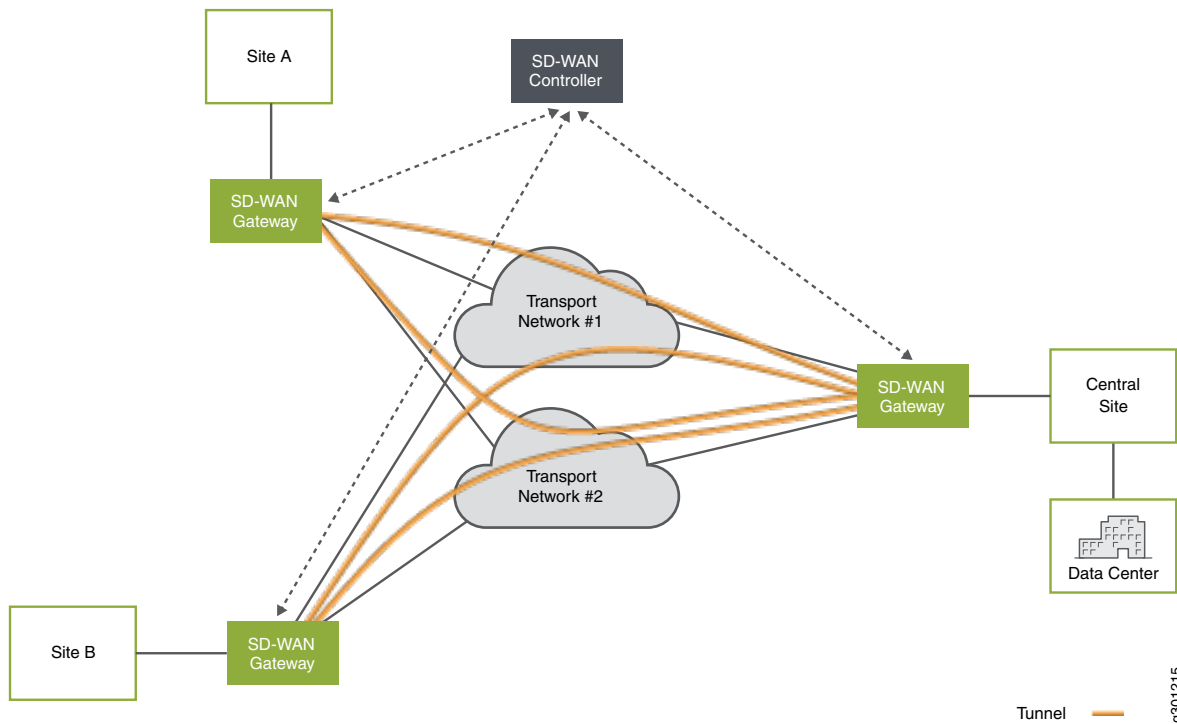 Site A
SD-WAN
Controller
SD-WAN
Gateway
Transport
Network #1
SD-WAN
Gateway
Central
Site
Transport
Network #2
Data Center
Site B
SD-WAN
Gateway
Tunnel
g301215